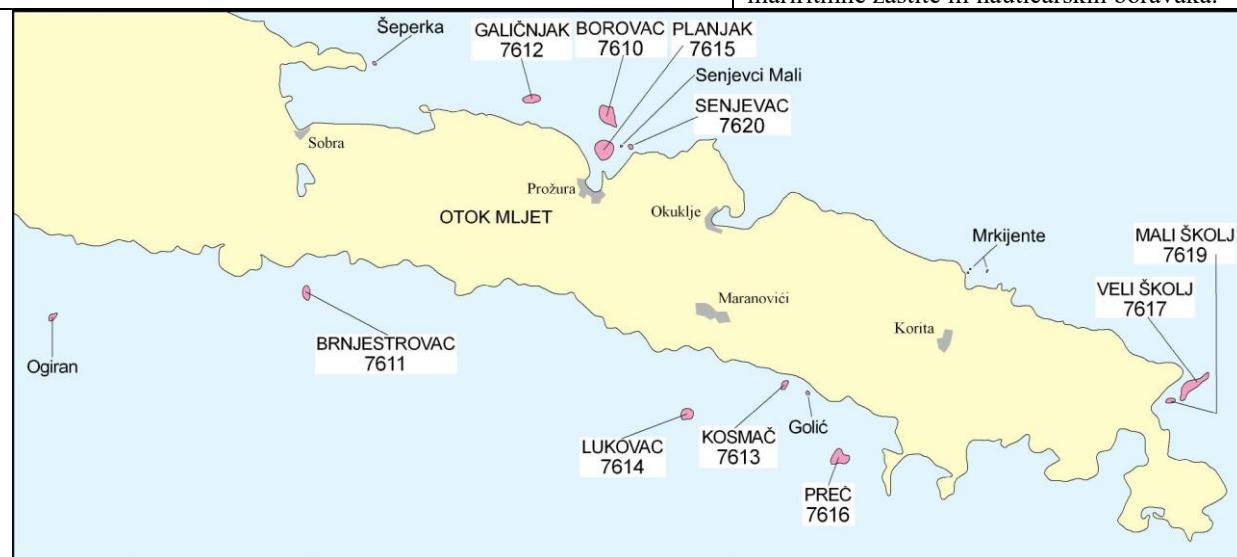 Šeperka
GALIČNJAK
7612
BOROVAC
7610
PLANJAK
7615
Senjevci Mali
SENJEVAC
7620
Sobra
Prožura
OTOK MLJET
Okuklje
Mrkijente
MALI ŠKOLJ
7619
VELI ŠKOLJ
7617
Maranovići
Korita
BRNJESTROVAC
7611
Ogiran
LUKOVAC
7614
KOSMAČ
7613
Golić
PREČ
7616